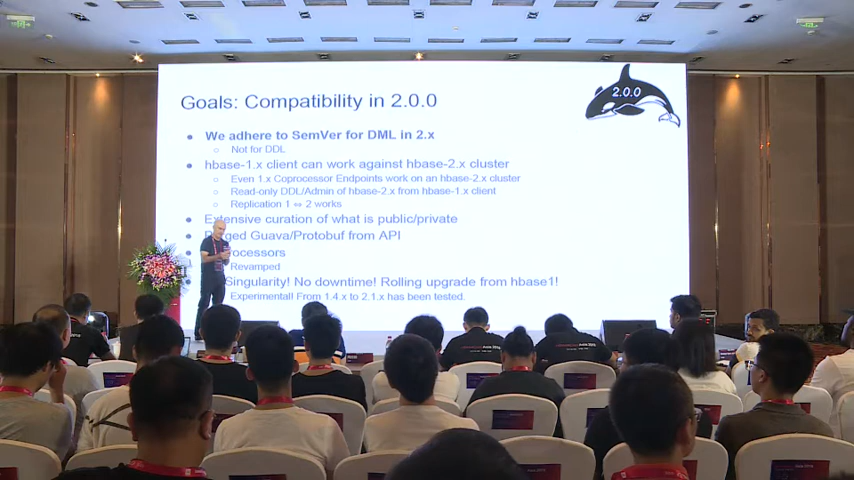 Goals: Compatibility in 2.0.0
2.0.0
We adhere to SemVer for DML in 2.x
Not for DDL
hbase-1.x client can work against hbase-2.x cluster
Even 1.x Coprocessor Endpoints work on an hbase-2.x cluster
Read-only DDL/Admin of hbase-2.x from hbase-1.x client
Replication 1 ⇔ 2 works
Extensive curation of what is public/private
Guava/Protobuf from API
Revamped
Singularity! No downtime! Rolling upgrade from hbase1!
Experimental! From 1.4.x to 2.1.x has been tested.